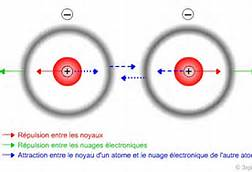 − −
+ +
Répulsion entre les noyaux
Répulsion entre les nuages électroniques
Attraction entre le noyau d'un atome et le nuage électronique de l'autre atome